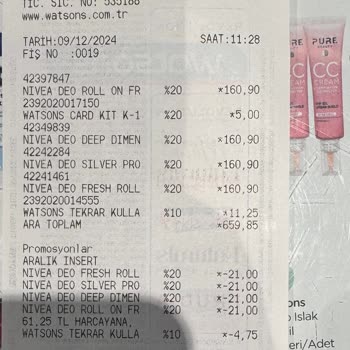 TİC. SİC. NO: 535188
www.watsons.com.tr
TARİH:09/12/2024 SAAT:11:28
FİŞ NO :0019
42397847
NIVEA DEO ROLL ON FR %20 *160,90
2392020017150
WATSONS CARD KIT K-1 %20 *5,00
42349839
NIVEA DEO DEEP DIMEN %20 *160,90
42242284
NIVEA DEO SILVER PRO %20 *160,90
42241461
NIVEA DEO FRESH ROLL %20 *160,90
2392020014555
WATSONS TEKRAR KULLA %10 *11,25
ARA TOPLAM *659,85
Promosyonlar
ARALIK INSERT
NIVEA DEO FRESH ROLL %20 *-21,00
NIVEA DEO SILVER PRO %20 *-21,00
NIVEA DEO DEEP DIMEN %20 *-21,00
NIVEA DEO ROLL ON FR %20 *-21,00
61,25 TL HARCAYANA,
WATSONS TEKRAR KULLA %10 *-4,75
PURE
CC
CREAM
PURE
CC
CREAM
ons
Islak
eri/Adet